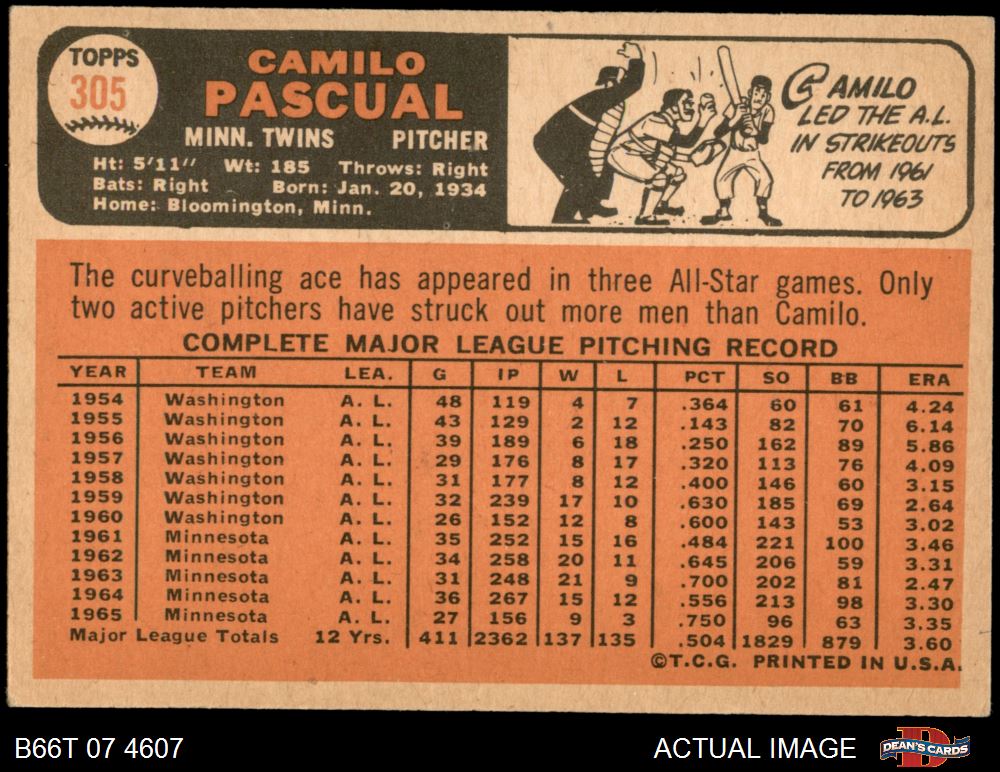 TOPPS
305
CAMILO
PASCUAL
MINN. TWINS PITCHER
Ht: 5'11" Wt: 185 Throws: Right
Bats: Right Born: Jan. 20, 1934
Home: Bloomington, Minn.
CAMILO
LED THE A.L.
IN STRIKEOUTS
FROM 1961
TO 1963
The curveballing ace has appeared in three All-Star games. Only
two active pitchers have struck out more men than Camilo.
COMPLETE MAJOR LEAGUE PITCHING RECORD
YEAR TEAM LEA. G IP W L PCT SO BB ERA
1954 Washington A. L. 48 119 4 7 .364 60 61 4.24
1955 Washington A. L. 43 129 2 12 .143 82 70 6.14
1956 Washington A. L. 39 189 6 18 .250 162 89 5.86
1957 Washington A. L. 29 176 8 17 .320 113 76 4.09
1958 Washington A. L. 31 177 8 12 .400 146 60 3.15
1959 Washington A. L. 32 239 17 10 .630 185 69 2.64
1960 Washington A. L. 26 152 12 8 .600 143 53 3.02
1961 Minnesota A. L. 35 252 15 16 .484 221 100 3.46
1962 Minnesota A. L. 34 258 20 11 .645 206 59 3.31
1963 Minnesota A. L. 31 248 21 9 .700 202 81 2.47
1964 Minnesota A. L. 36 267 15 12 .556 213 98 3.30
1965 Minnesota A. L. 27 156 9 3 .750 96 63 3.35
Major League Totals 12 Yrs. 411 2362 137 135 .504 1829 879 3.60
©T.C.G. PRINTED IN U.S.A.
B66T 07 4607 ACTUAL IMAGE D DEAN'S CARDS